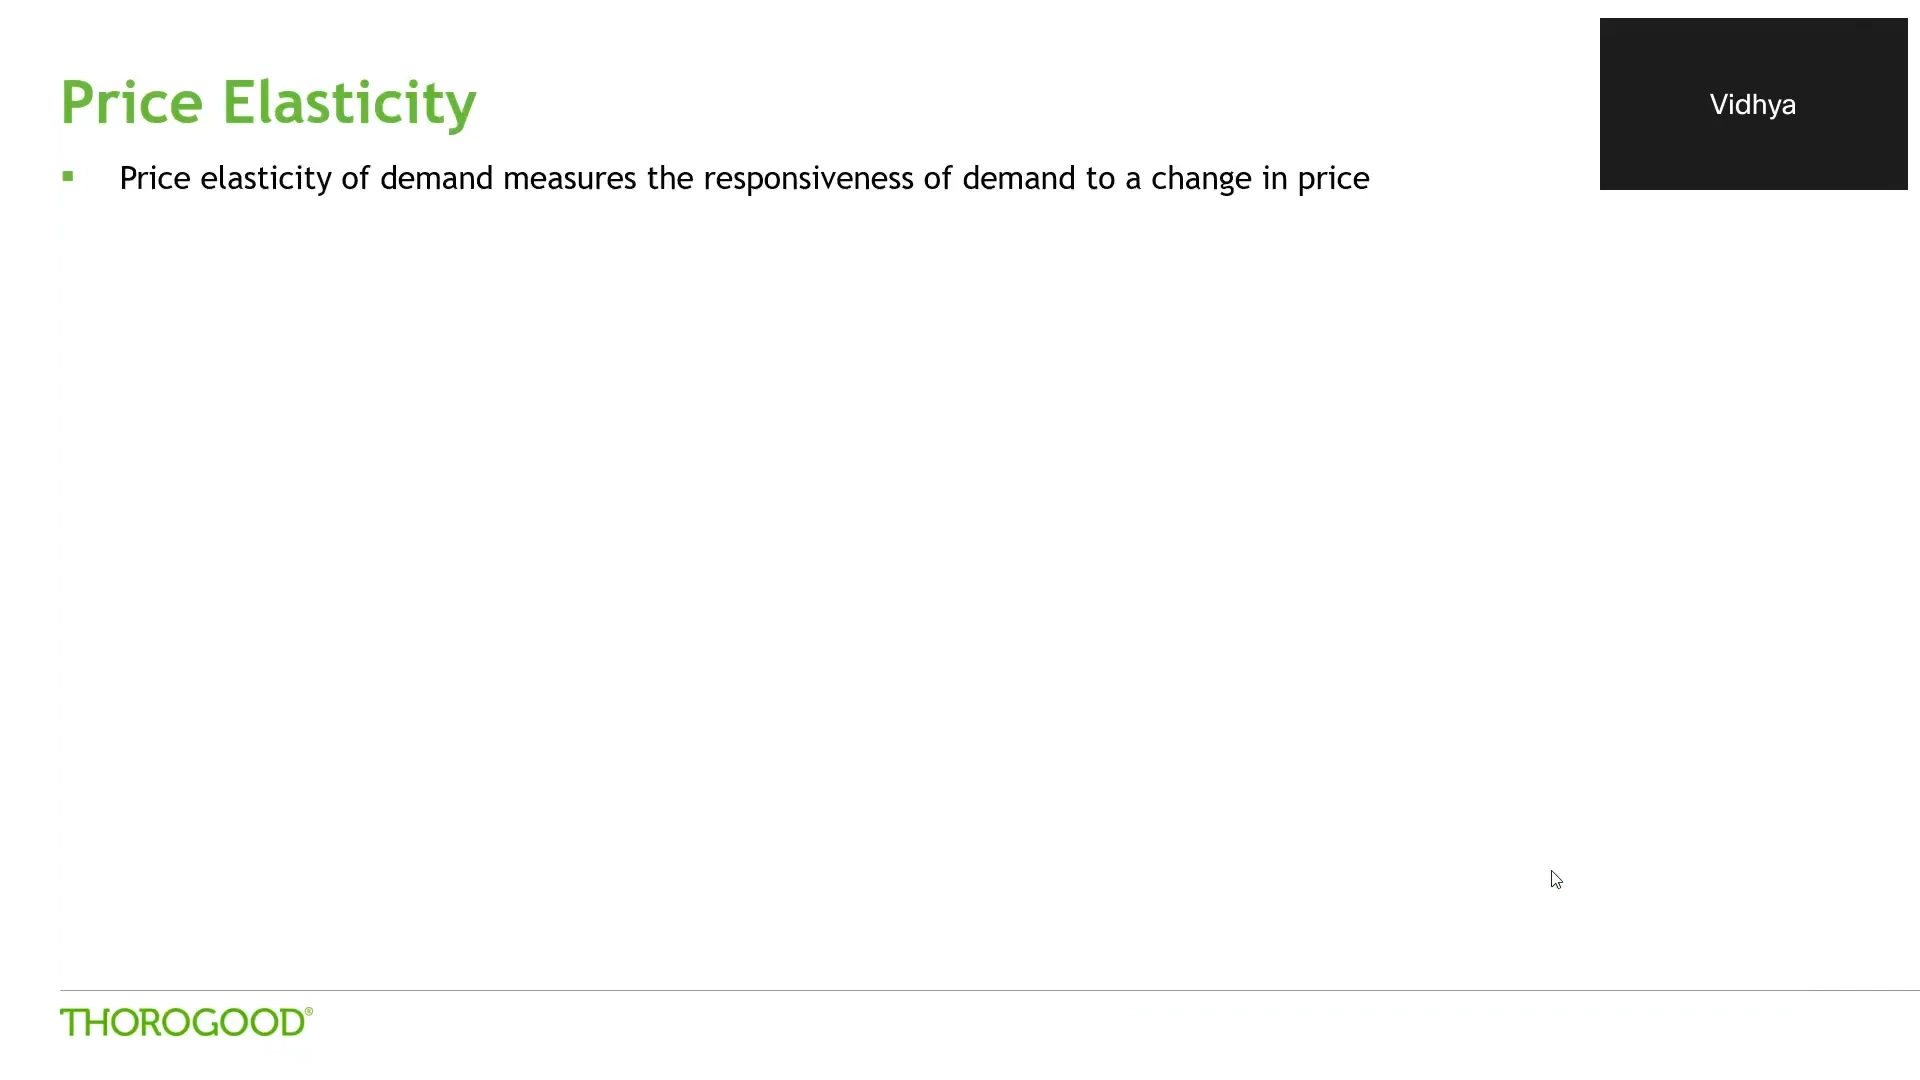 Price Elasticity
▪ Price elasticity of demand measures the responsiveness of demand to a change in price
Vidhya
THOROGOOD®